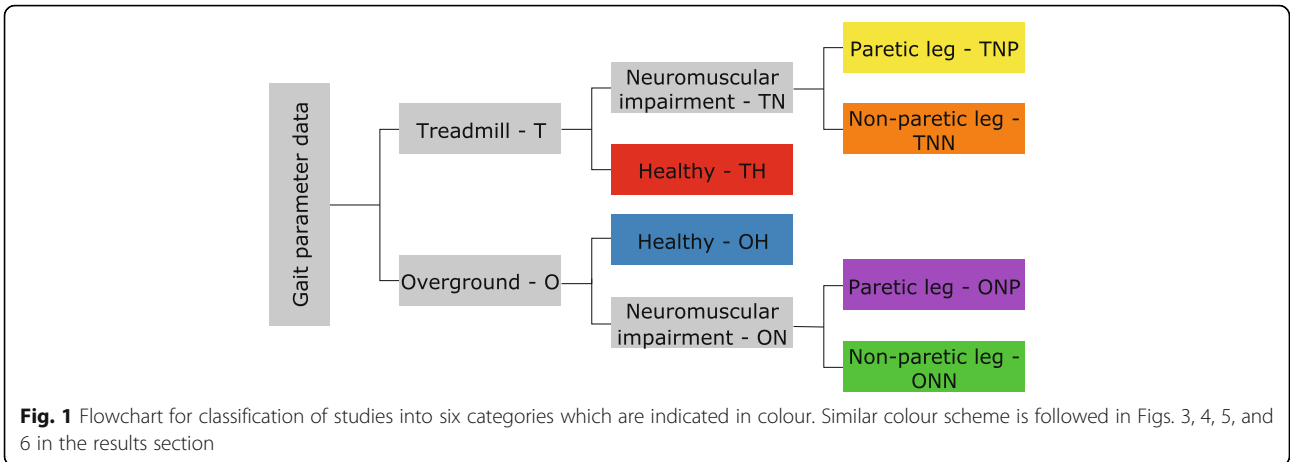 Gait parameter data
Treadmill - T
Overground - O
Neuromuscular
impairment - TN
Healthy - TH
Healthy - OH
Neuromuscular
impairment - ON
Paretic leg - TNP
Non-paretic leg -
TNN
Paretic leg - ONP
Non-paretic leg -
ONN
Fig. 1 Flowchart for classification of studies into six categories which are indicated in colour. Similar colour scheme is followed in Figs. 3, 4, 5, and
6 in the results section